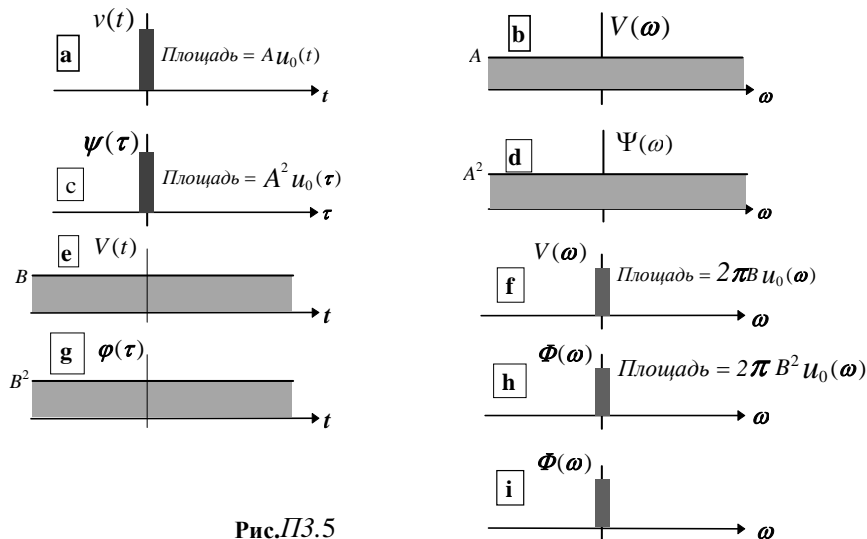 v(t)
a
Площадь = A u₀(t)
t
b
V(ω)
A
ω
ψ(τ)
c
Площадь = A² u₀(τ)
τ
d
Ψ(ω)
A²
ω
e
V(t)
B
t
f
V(ω)
Площадь = 2πB u₀(ω)
ω
g
φ(τ)
B²
t
h
Φ(ω)
Площадь = 2π B² u₀(ω)
ω
i
Φ(ω)
ω
Рис.П3.5